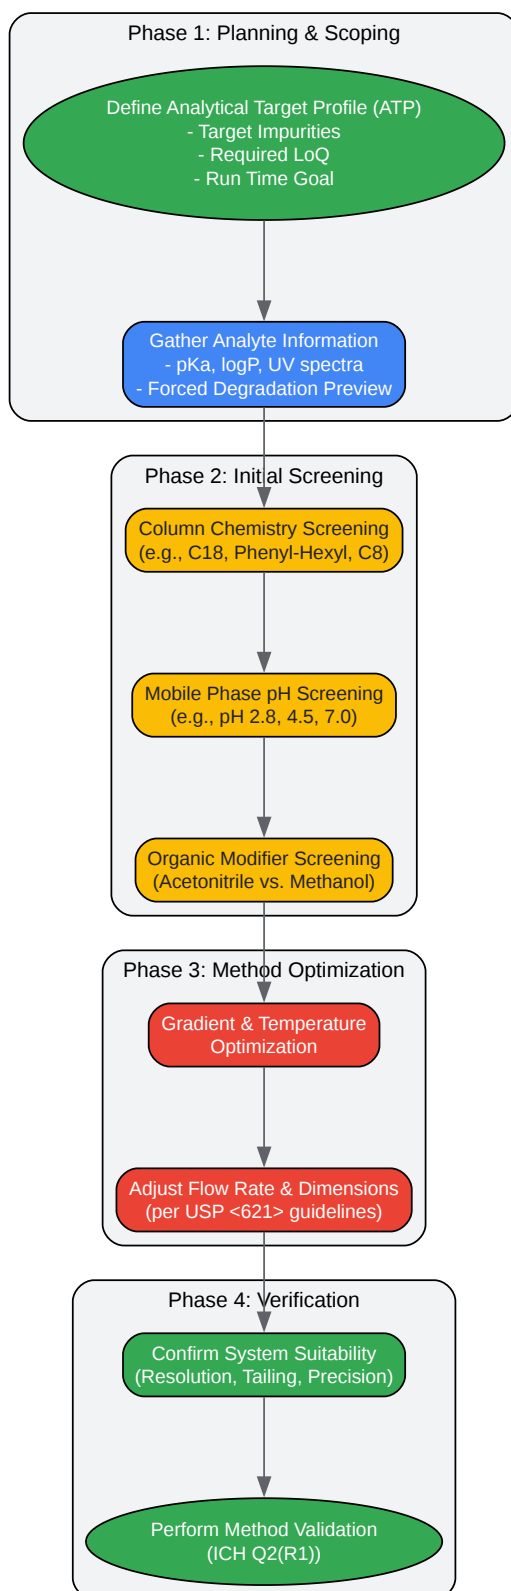 Phase 1: Planning & Scoping
Define Analytical Target Profile (ATP)
- Target Impurities
- Required LoQ
- Run Time Goal
Gather Analyte Information
- pKa, logP, UV spectra
- Forced Degradation Preview
Phase 2: Initial Screening
Column Chemistry Screening
(e.g., C18, Phenyl-Hexyl, C8)
Mobile Phase pH Screening
(e.g., pH 2.8, 4.5, 7.0)
Organic Modifier Screening
(Acetonitrile vs. Methanol)
Phase 3: Method Optimization
Gradient & Temperature
Optimization
Adjust Flow Rate & Dimensions
(per USP <621> guidelines)
Phase 4: Verification
Confirm System Suitability
(Resolution, Tailing, Precision)
Perform Method Validation
(ICH Q2(R1))